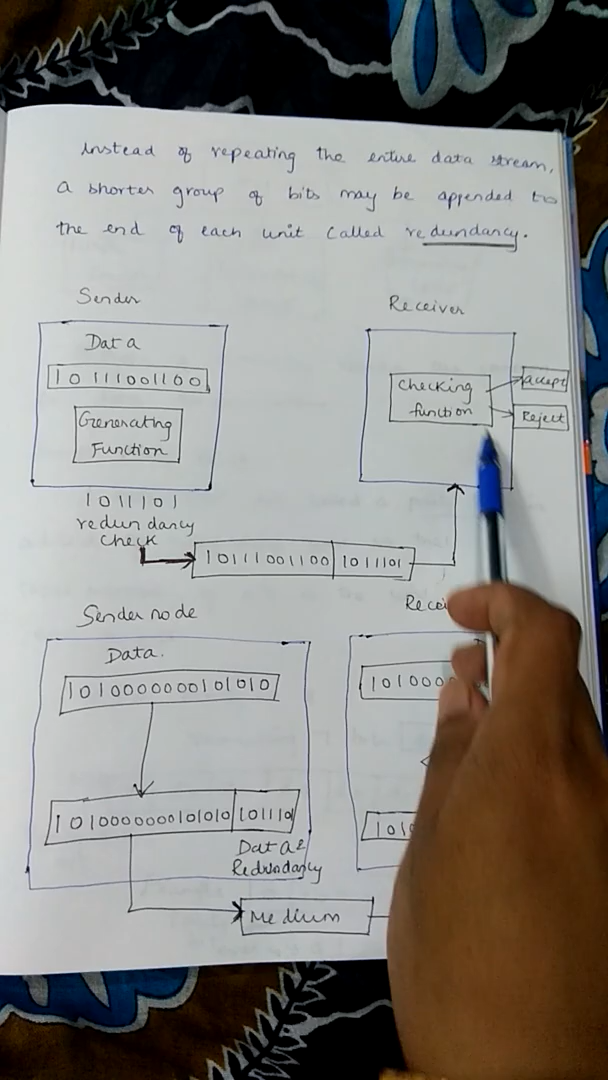 Instead of repeating the entire data stream,
a shorter group of bits may be appended to
the end of each unit called redundancy.
Sender
Receiver
Data
10111001100
Generating
Function
Checking
function
accept
Reject
1011101
redundancy
check
10111001100 1011101
Sender node
Data.
101000000001010
101000000001010 101110
Data &
Redundancy
Medium